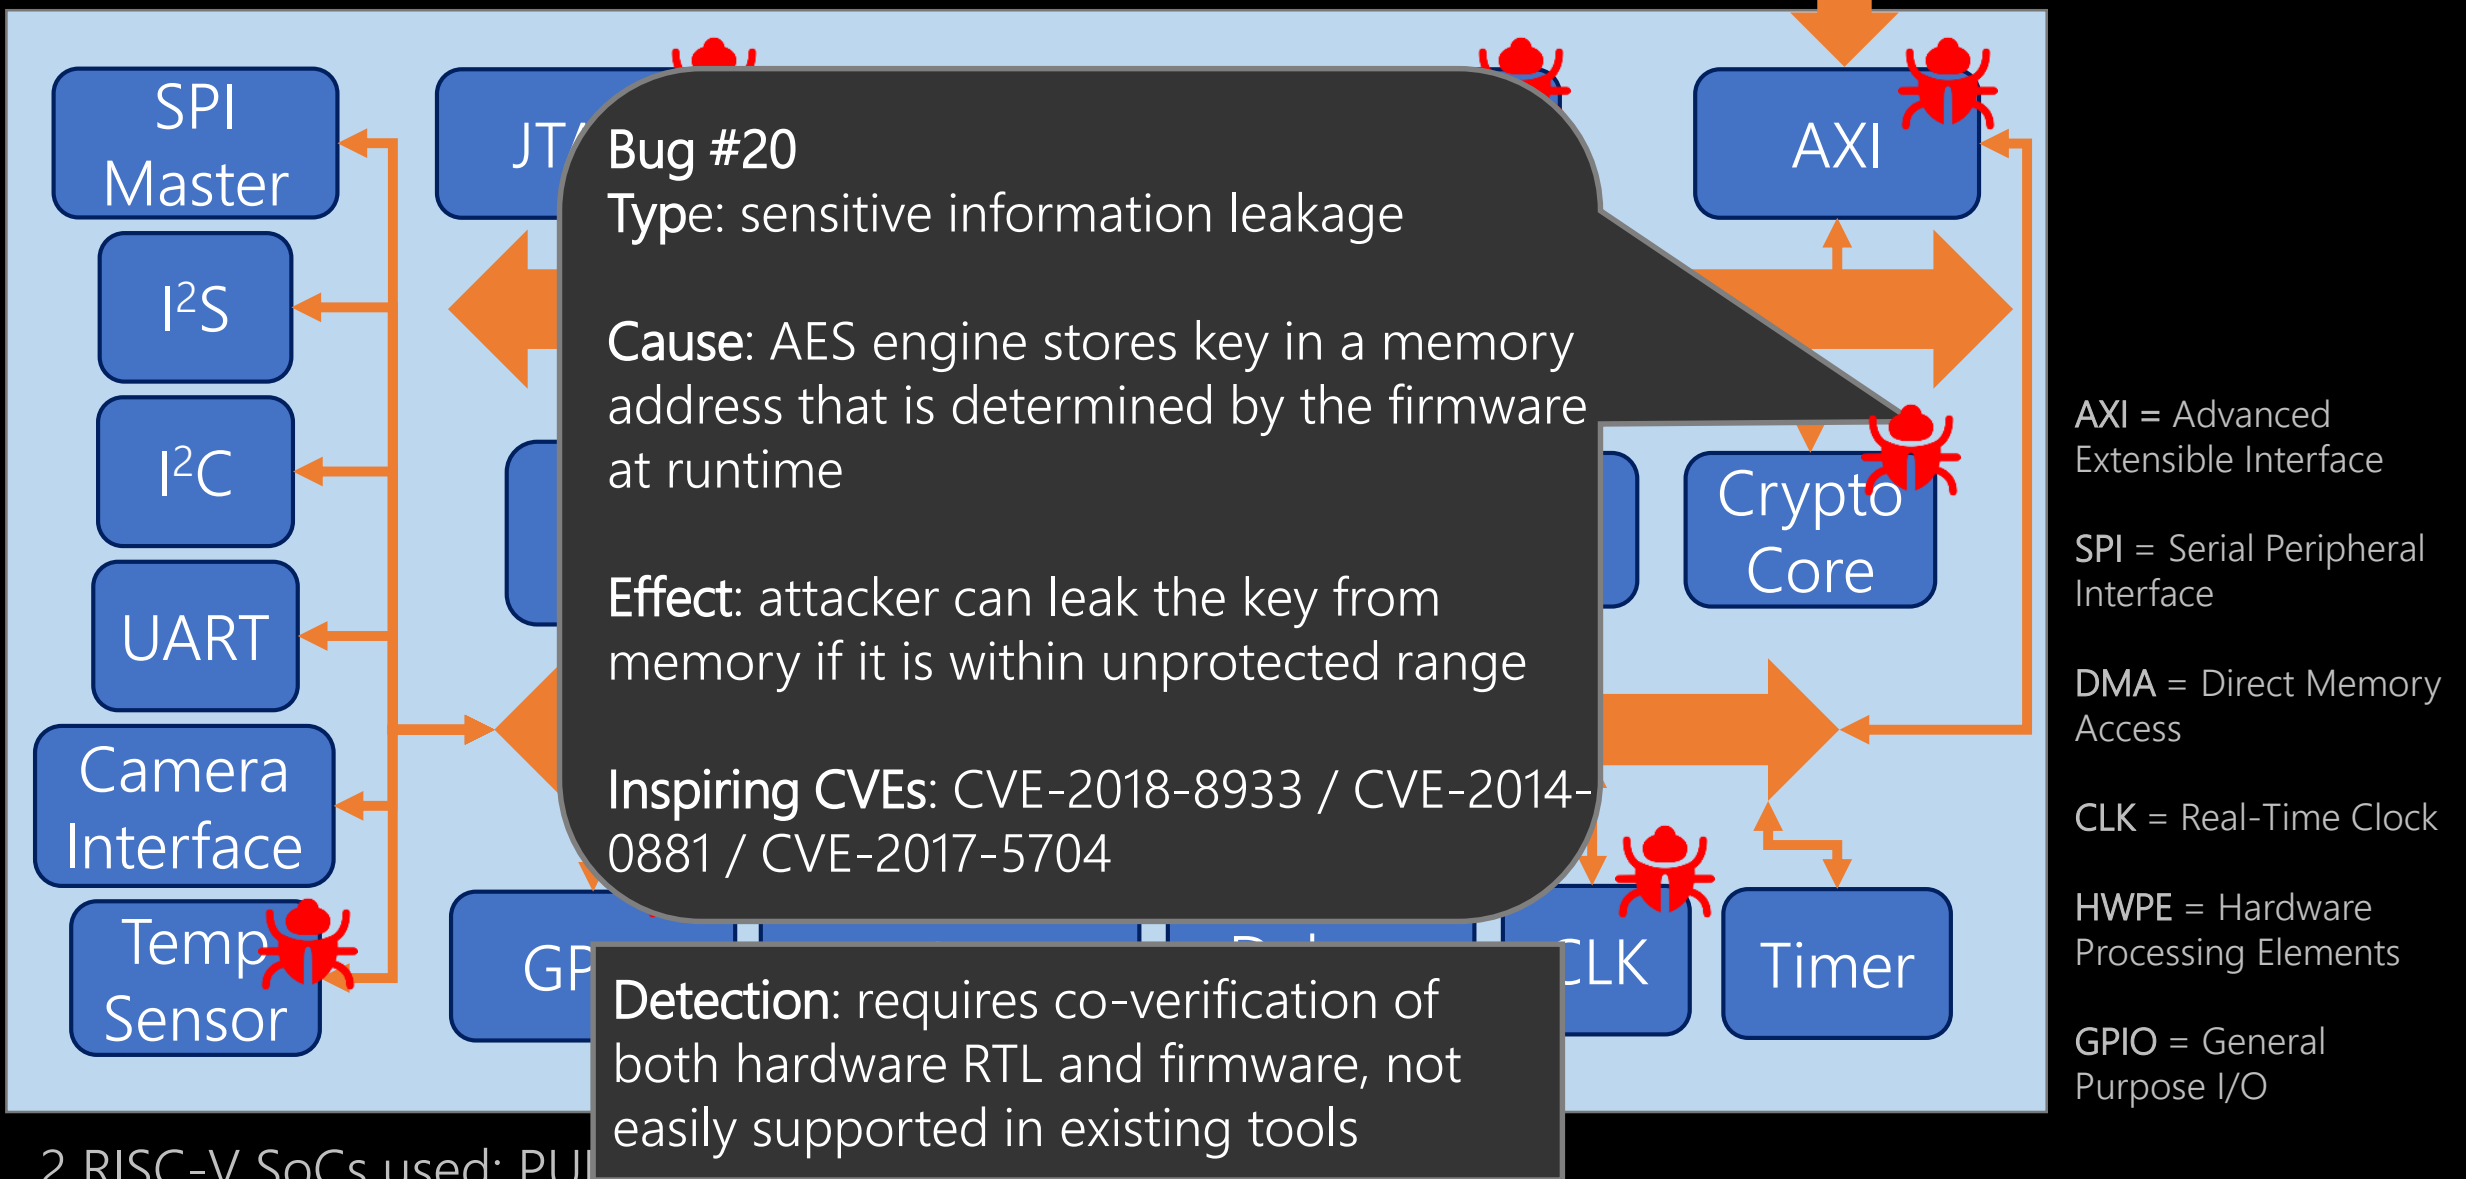 SPI
Master
I²S
I²C
UART
Camera
Interface
Temp
Sensor
AXI
Crypto
Core
CLK
Timer
Bug #20
Type: sensitive information leakage
Cause: AES engine stores key in a memory
address that is determined by the firmware
at runtime
Effect: attacker can leak the key from
memory if it is within unprotected range
Inspiring CVEs: CVE-2018-8933 / CVE-2014-
0881 / CVE-2017-5704
Detection: requires co-verification of
both hardware RTL and firmware, not
easily supported in existing tools
AXI = Advanced
Extensible Interface
SPI = Serial Peripheral
Interface
DMA = Direct Memory
Access
CLK = Real-Time Clock
HWPE = Hardware
Processing Elements
GPIO = General
Purpose I/O
2 RISC-V SoCs used: